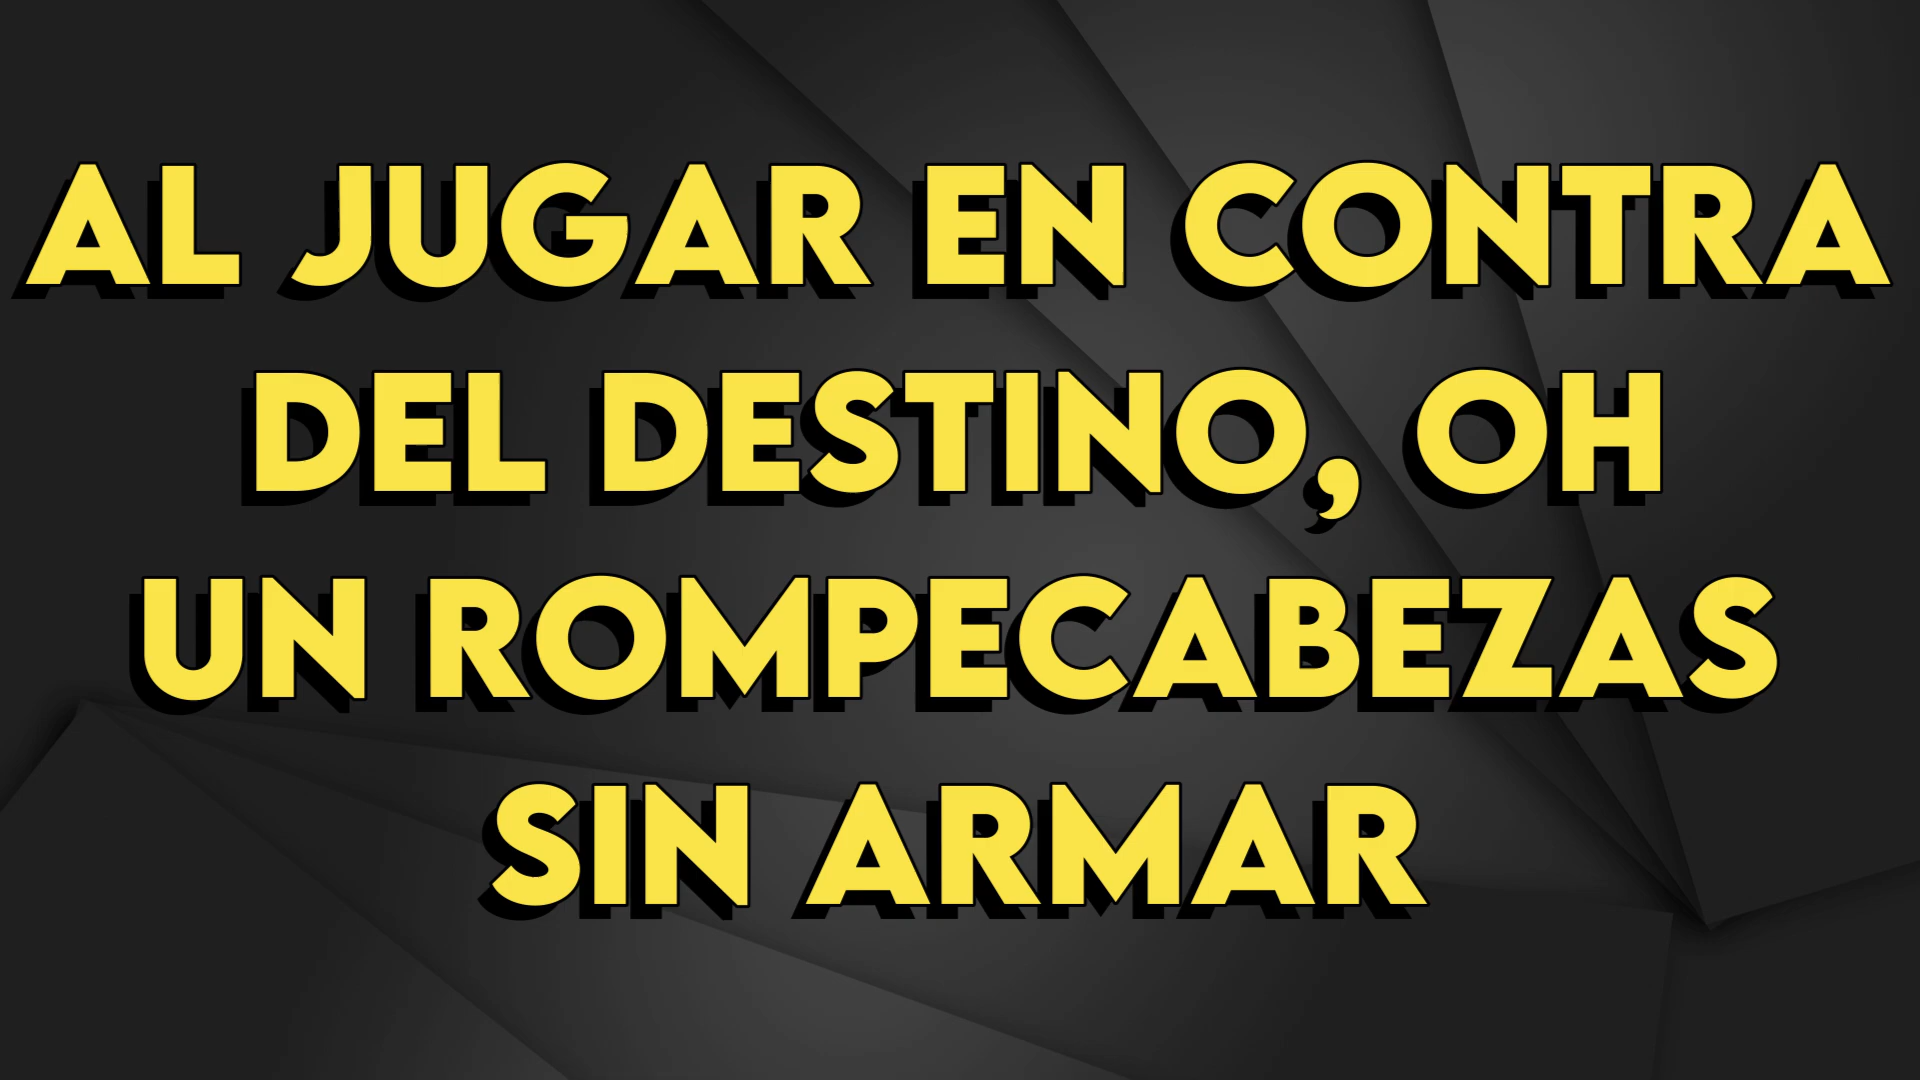 AL JUGAR EN CONTRA
DEL DESTINO, OH
UN ROMPECABEZAS
SIN ARMAR